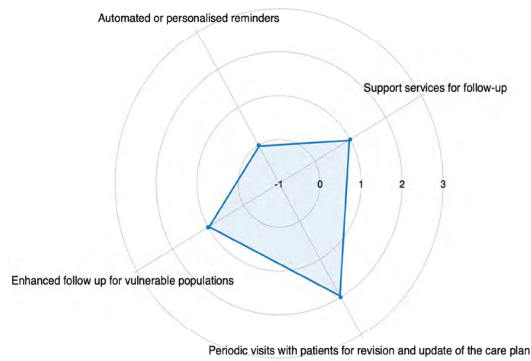 Automated or personalised reminders
Support services for follow-up
-1 0 1 2 3
Enhanced follow up for vulnerable populations
Periodic visits with patients for revision and update of the care plan